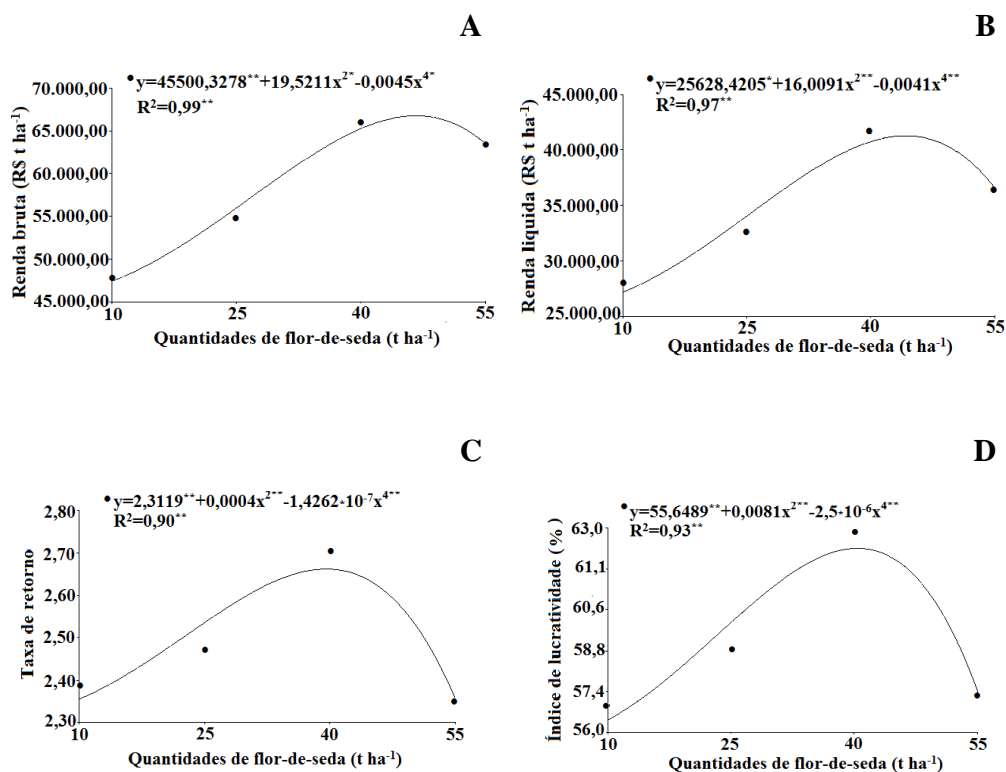 A
y=45500,3278**+19,5211x²*-0,0045x⁴*
R²=0,99**
Renda bruta (R$ t ha⁻¹)
70.000,00
65.000,00
60.000,00
55.000,00
50.000,00
45.000,00
10 25 40 55
Quantidades de flor-de-seda (t ha⁻¹)
B
y=25628,4205*+16,0091x²**-0,0041x⁴**
R²=0,97**
Renda liquida (R$ t ha⁻¹)
45.000,00
40.000,00
35.000,00
30.000,00
25.000,00
10 25 40 55
Quantidades de flor-de-seda (t ha⁻¹)
C
y=2,3119**+0,0004x²**-1,4262*10⁻⁷x⁴**
R²=0,90**
Taxa de retorno
2,80
2,70
2,60
2,50
2,40
2,30
10 25 40 55
Quantidades de flor-de-seda (t ha⁻¹)
D
y=55,6489**+0,0081x²**-2,5*10⁻⁶x⁴**
R²=0,93**
Índice de lucratividade (%)
63,0
61,1
60,6
58,8
57,4
56,0
10 25 40 55
Quantidades de flor-de-seda (t ha⁻¹)